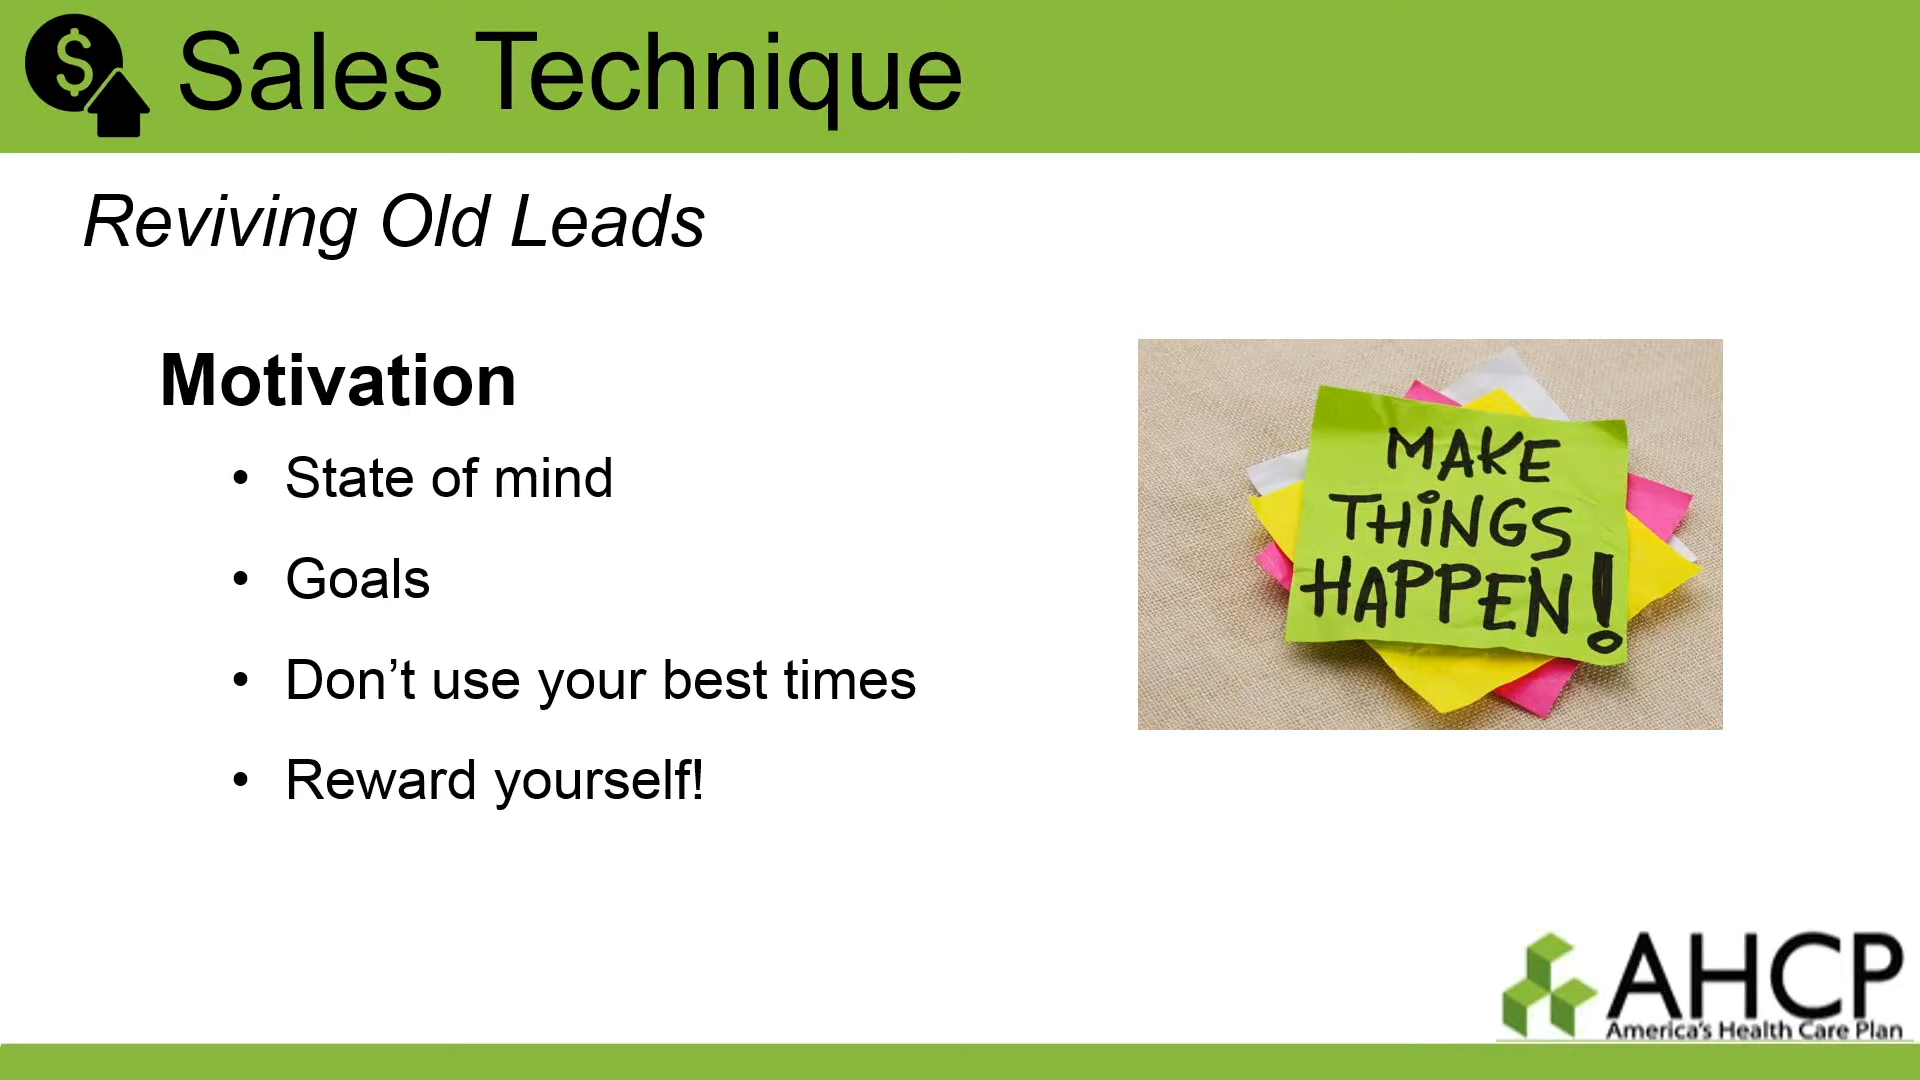 $ Sales Technique
Reviving Old Leads
Motivation
• State of mind
• Goals
• Don’t use your best times
• Reward yourself!
MAKE
THiNGS
HAPPEN!
AHCP
America's Health Care Plan